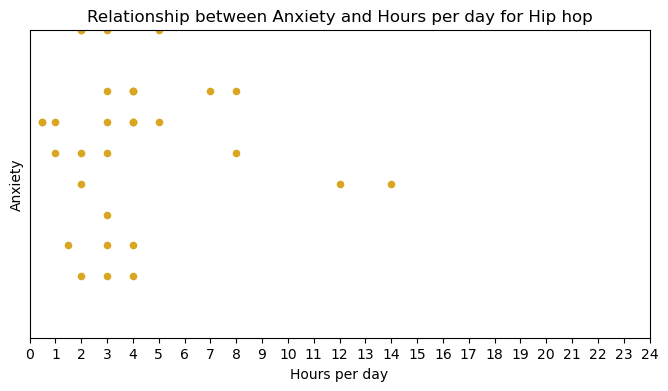 Relationship between Anxiety and Hours per day for Hip hop
Anxiety
0 1 2 3 4 5 6 7 8 9 10 11 12 13 14 15 16 17 18 19 20 21 22 23 24
Hours per day